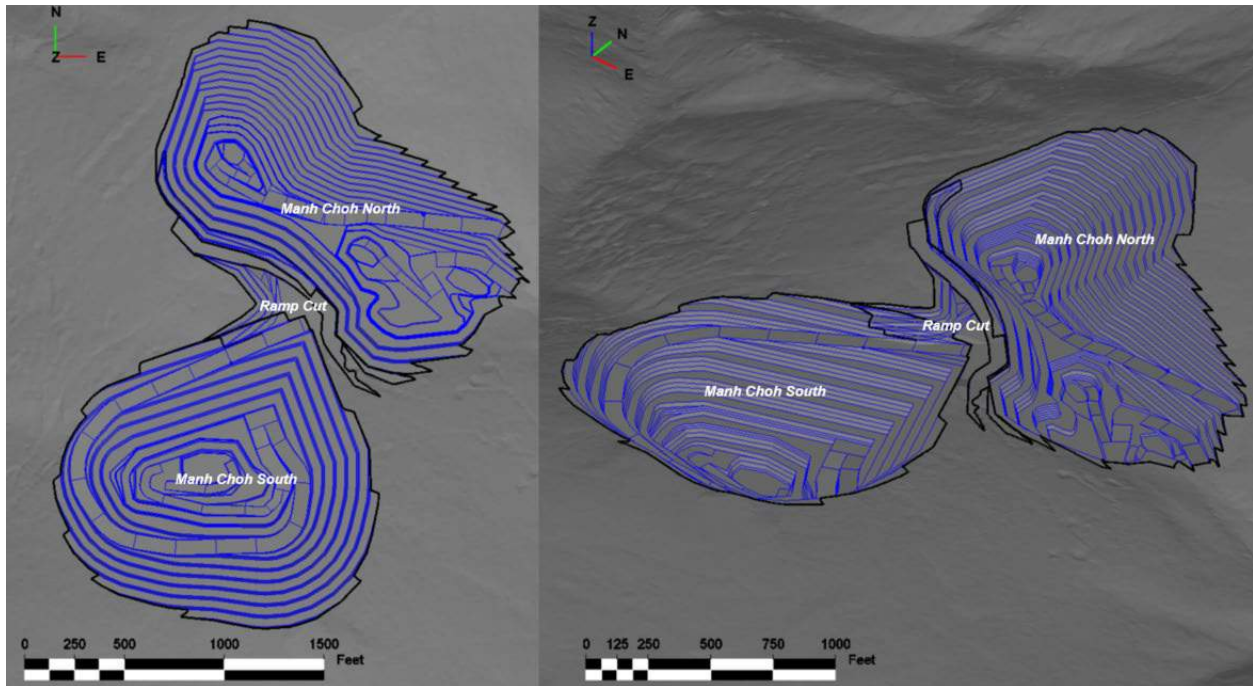 N
Z E
Manh Choh North
Ramp Cut
Manh Choh South
0 250 500 1000 1500
Feet
Z
N
E
Manh Choh North
Ramp Cut
Manh Choh South
0 125 250 500 750 1000
Feet